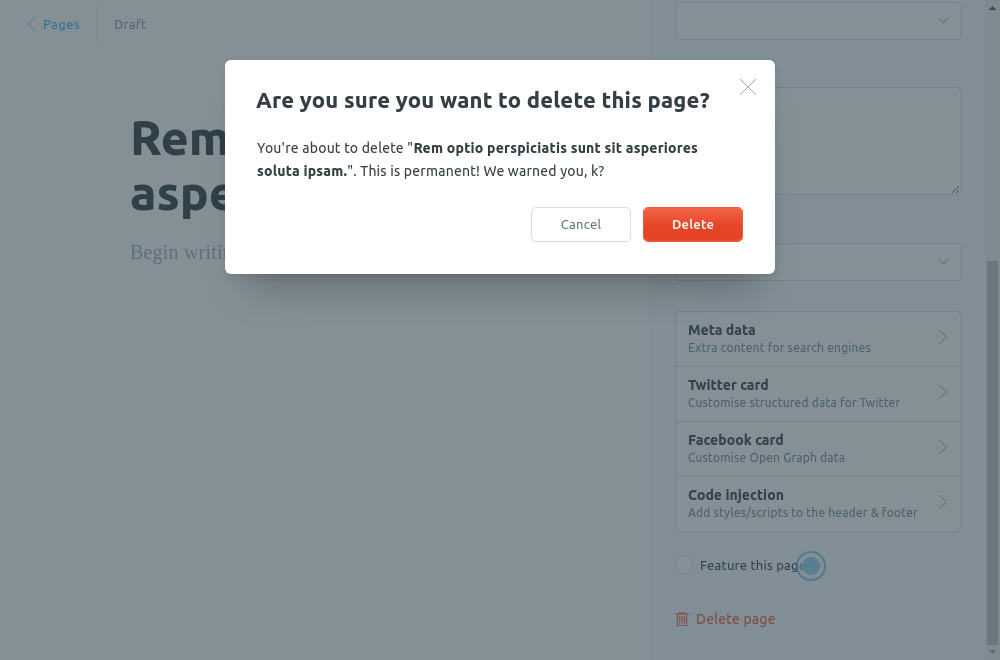 Pages
Draft
Are you sure you want to delete this page?
You're about to delete "Rem optio perspiciatis sunt sit asperiores
soluta ipsam.". This is permanent! We warned you, k?
Cancel
Delete
Rem
Begin
Meta data
Extra content for search engines
Twitter card
Customise structured data for Twitter
Facebook card
Customise Open Graph data
Code injection
Add styles/scripts to the header & footer
Feature this page
Delete page